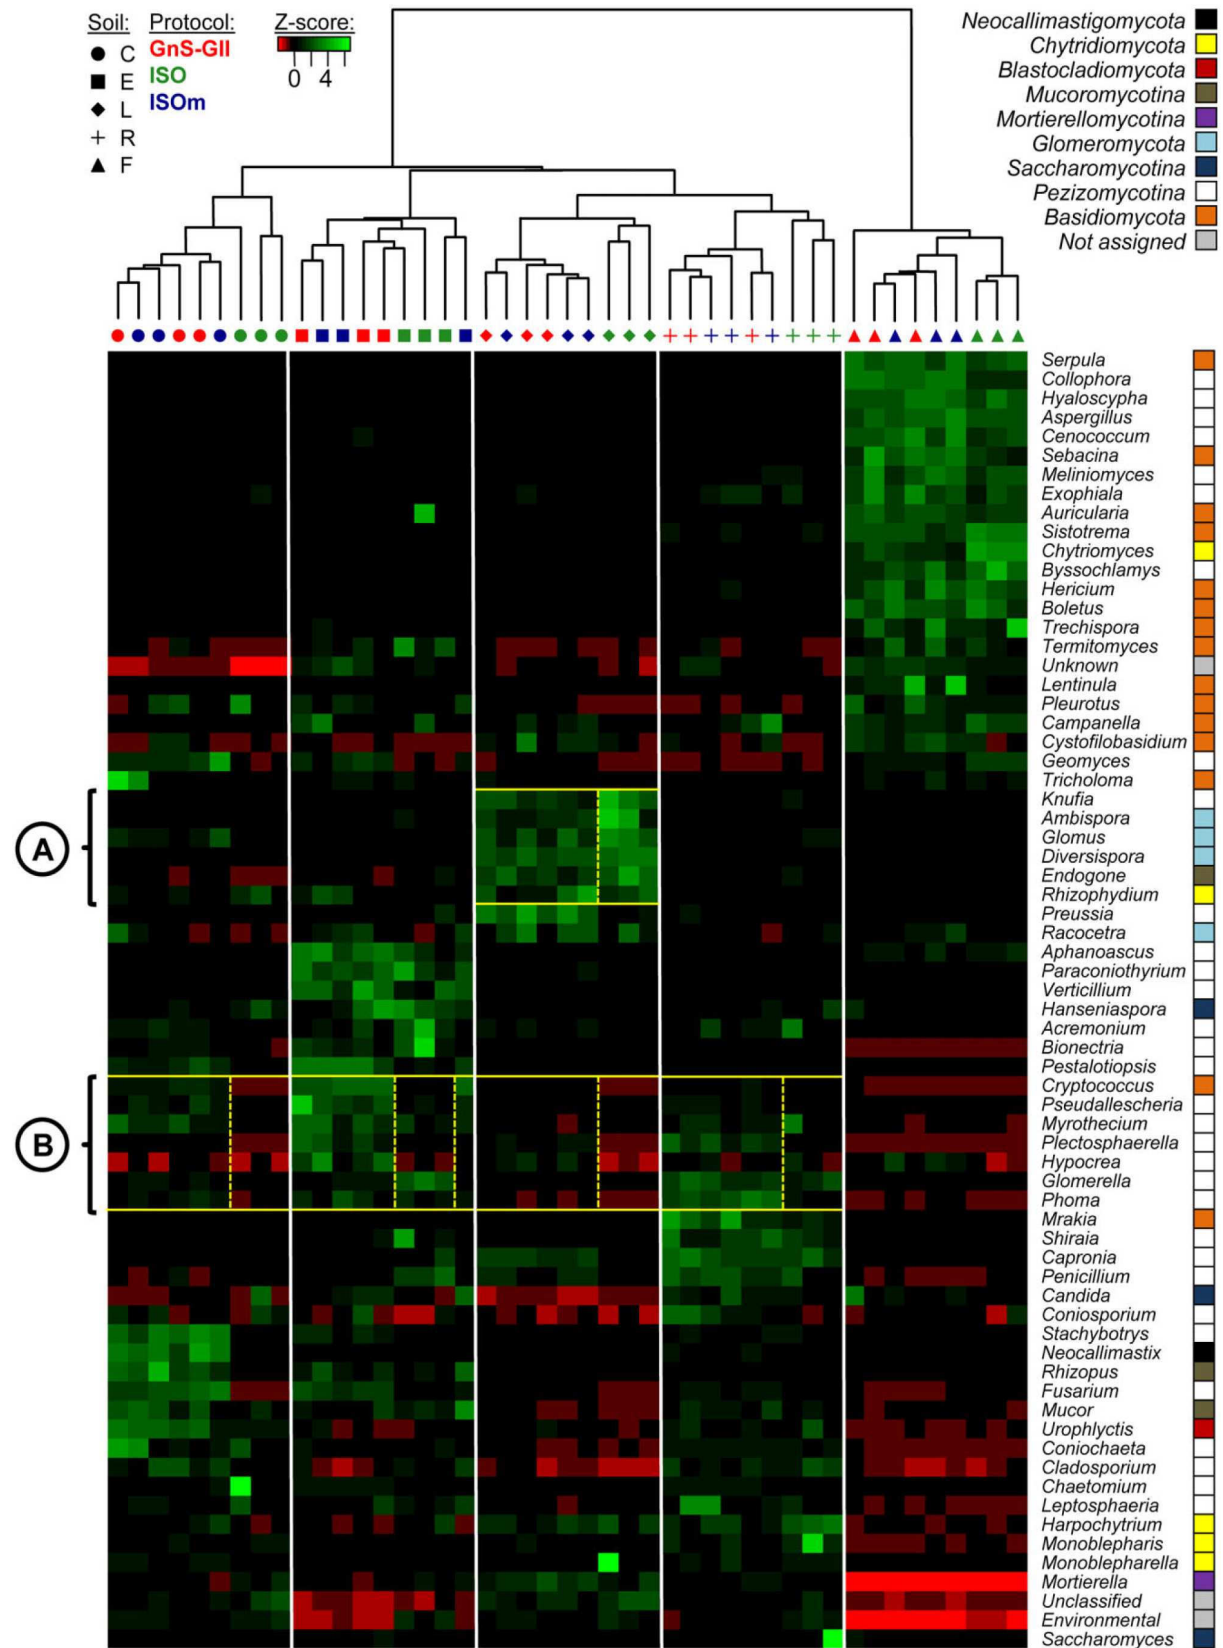 Soil:
C
E
L
R
F
Protocol:
GnS-GII
ISO
ISOm
Z-score:
0 4
Neocallimastigomycota
Chytridiomycota
Blastocladiomycota
Mucoromycotina
Mortierellomycotina
Glomeromycota
Saccharomycotina
Pezizomycotina
Basidiomycota
Not assigned
Serpula
Collophora
Hyaloscypha
Aspergillus
Cenococcum
Sebacina
Meliniomyces
Exophiala
Auricularia
Sistotrema
Chytriomyces
Byssochlamys
Hericium
Boletus
Trechispora
Termitomyces
Unknown
Lentinula
Pleurotus
Campanella
Cystofilobasidium
Geomyces
Tricholoma
A
Knufia
Ambispora
Glomus
Diversispora
Endogone
Rhizophydium
Preussia
Racocetra
Aphanoascus
Paraconiothyrium
Verticillium
Hanseniaspora
Acremonium
Bionectria
Pestalotiopsis
B
Cryptococcus
Pseudallescheria
Myrothecium
Plectosphaerella
Hypocrea
Glomerella
Phoma
Mrakia
Shiraia
Capronia
Penicillium
Candida
Coniosporium
Stachybotrys
Neocallimastix
Rhizopus
Fusarium
Mucor
Urophlyctis
Coniochaeta
Cladosporium
Chaetomium
Leptosphaeria
Harpochytrium
Monoblepharis
Monoblepharella
Mortierella
Unclassified
Environmental
Saccharomyces